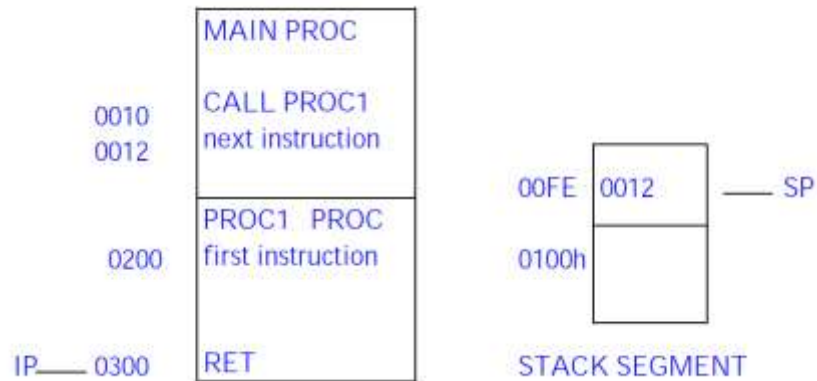 MAIN PROC
0010 CALL PROC1
0012 next instruction
00FE 0012 SP
PROC1 PROC
0200 first instruction
0100h
IP 0300 RET
STACK SEGMENT